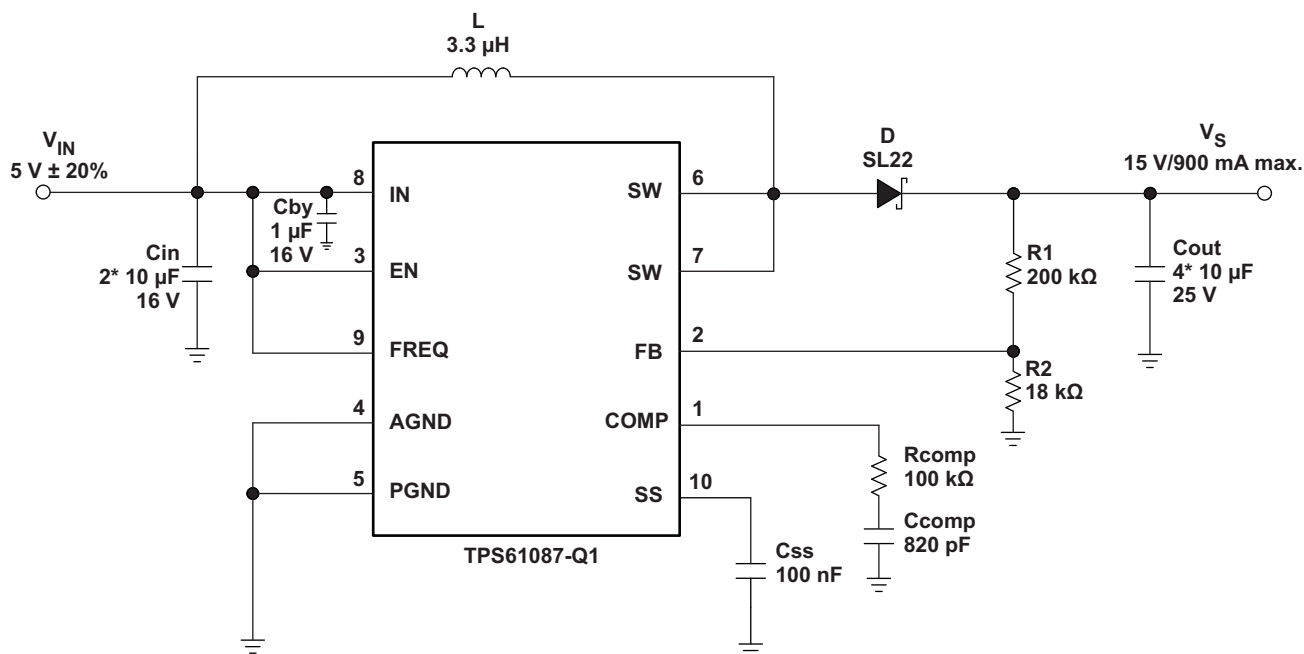 L
3.3 µH
V_IN
5 V ± 20%
D
SL22
V_S
15 V/900 mA max.
8
IN
SW
6
Cby
1 µF
16 V
Cin
2* 10 µF
16 V
3
EN
SW
7
R1
200 kΩ
Cout
4* 10 µF
25 V
9
FREQ
FB
2
R2
18 kΩ
4
AGND
COMP
1
Rcomp
100 kΩ
5
PGND
SS
10
Ccomp
820 pF
TPS61087-Q1
Css
100 nF